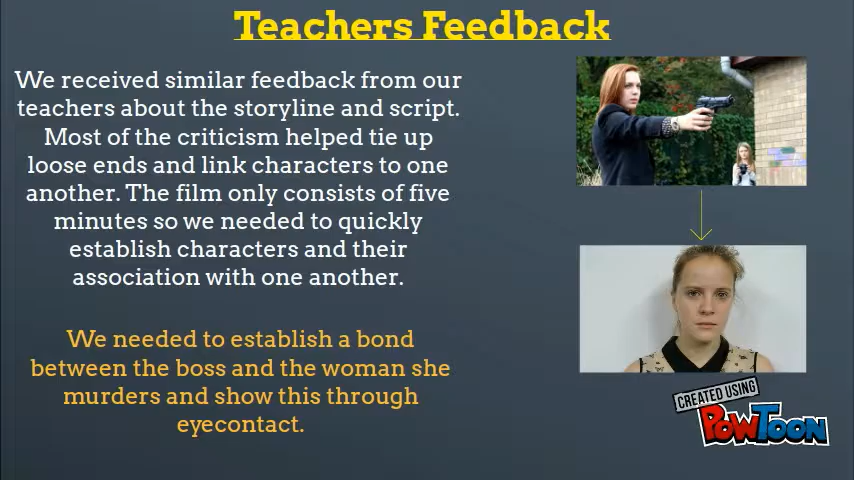 Teachers Feedback
We received similar feedback from our
teachers about the storyline and script.
Most of the criticism helped tie up
loose ends and link characters to one
another. The film only consists of five
minutes so we needed to quickly
establish characters and their
association with one another.
We needed to establish a bond
between the boss and the woman she
murders and show this through
eyecontact.
CREATED USING
POWTOON